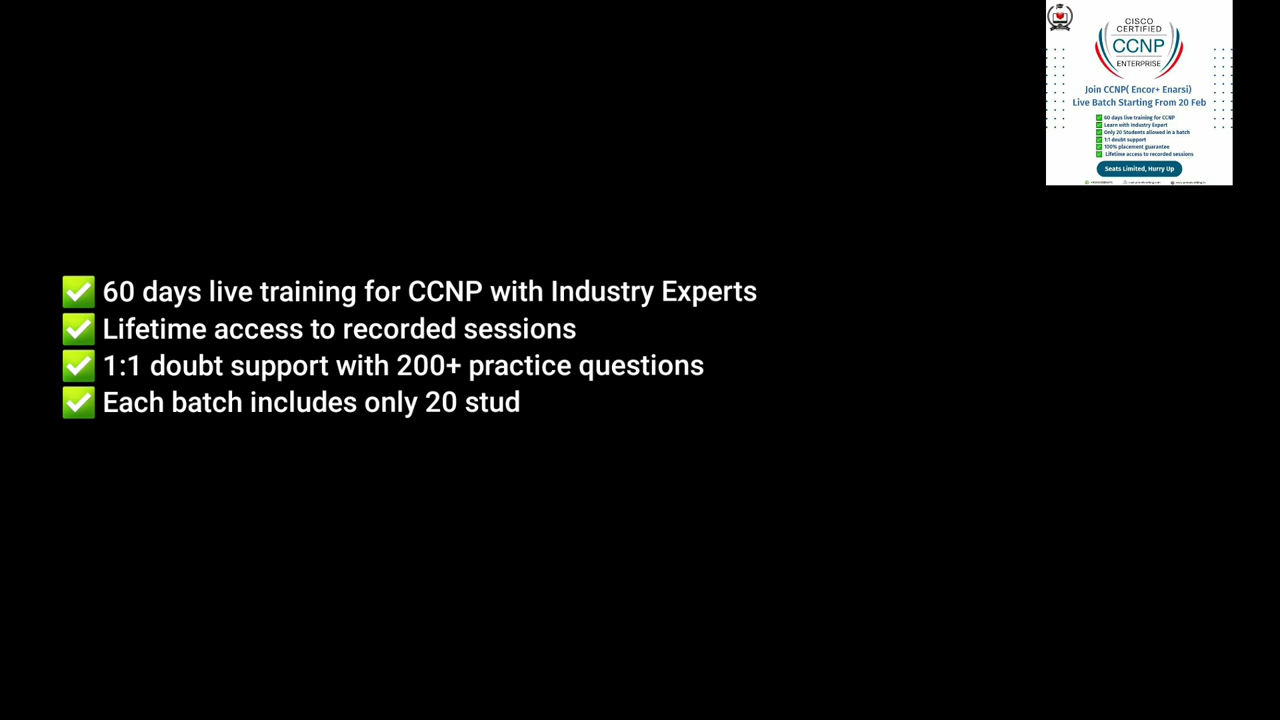 CISCO
CERTIFIED
CCNP
ENTERPRISE
Join CCNP( Encor+ Enarsi)
Live Batch Starting From 20 Feb
✅ 60 days live training for CCNP
✅ Learn with Industry Expert
✅ Only 20 Students allowed in a batch
✅ 1:1 doubt support
✅ 100% placement guarantee
✅ Lifetime access to recorded sessions
Seats Limited, Hurry Up
✅ 60 days live training for CCNP with Industry Experts
✅ Lifetime access to recorded sessions
✅ 1:1 doubt support with 200+ practice questions
✅ Each batch includes only 20 stud